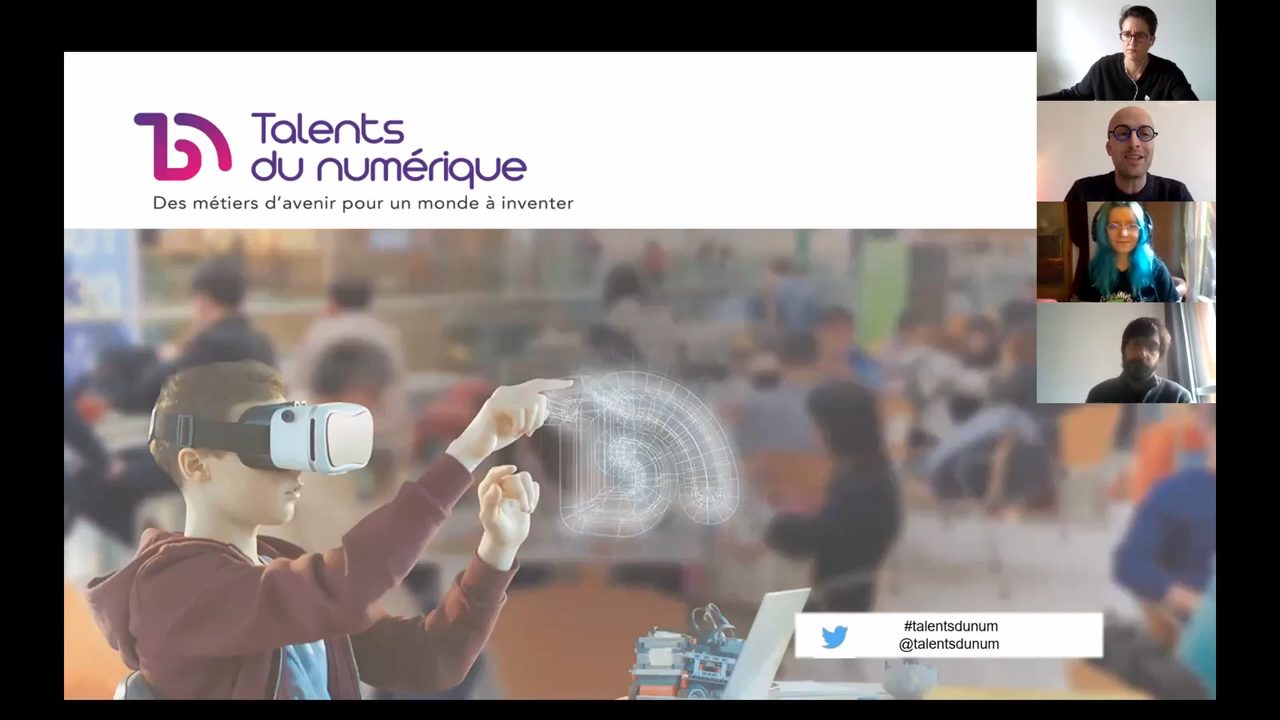 Talents
du numérique
Des métiers d'avenir pour un monde à inventer
#talentsdunum
@talentsdunum